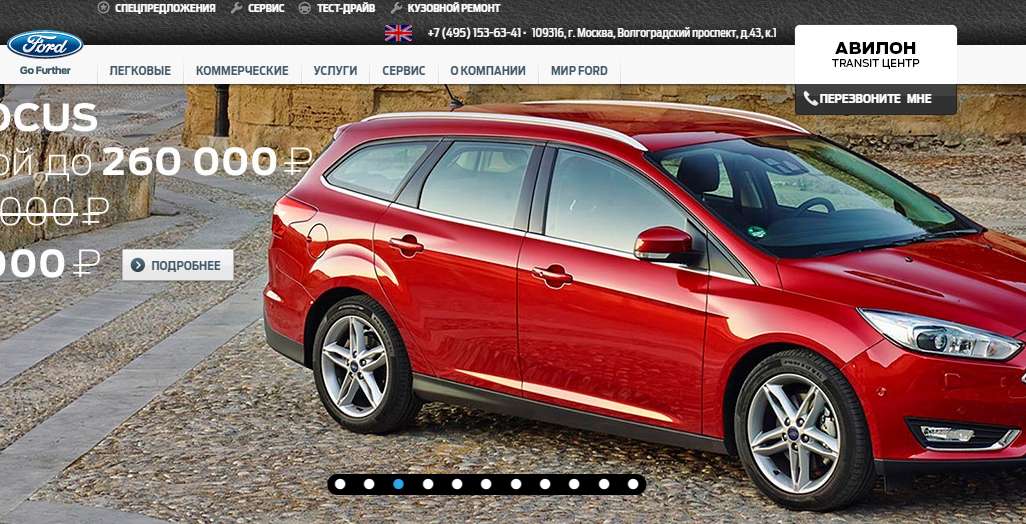 СПЕЦПРЕДЛОЖЕНИЯ СЕРВИС ТЕСТ-ДРАЙВ КУЗОВНОЙ РЕМОНТ
+7 (495) 153-63-41 · 109316, г. Москва, Волгоградский проспект, д.43, к.1
Ford
Go Further
ЛЕГКОВЫЕ КОММЕРЧЕСКИЕ УСЛУГИ СЕРВИС О КОМПАНИИ МИР FORD
АВИЛОН
TRANSIT ЦЕНТР
ПЕРЕЗВОНИТЕ МНЕ
OCUS
ой до 260 000 ₽
000 ₽
000 ₽
ПОДРОБНЕЕ